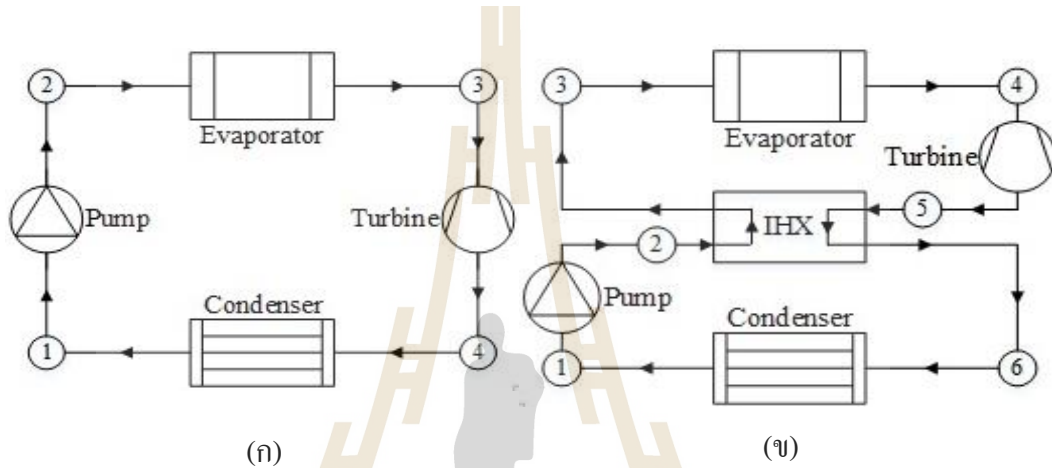 2
3
Evaporator
Pump
Turbine
Condenser
1
4
(ก)
3
4
Evaporator
Turbine
5
IHX
2
Pump
Condenser
1
6
(ข)